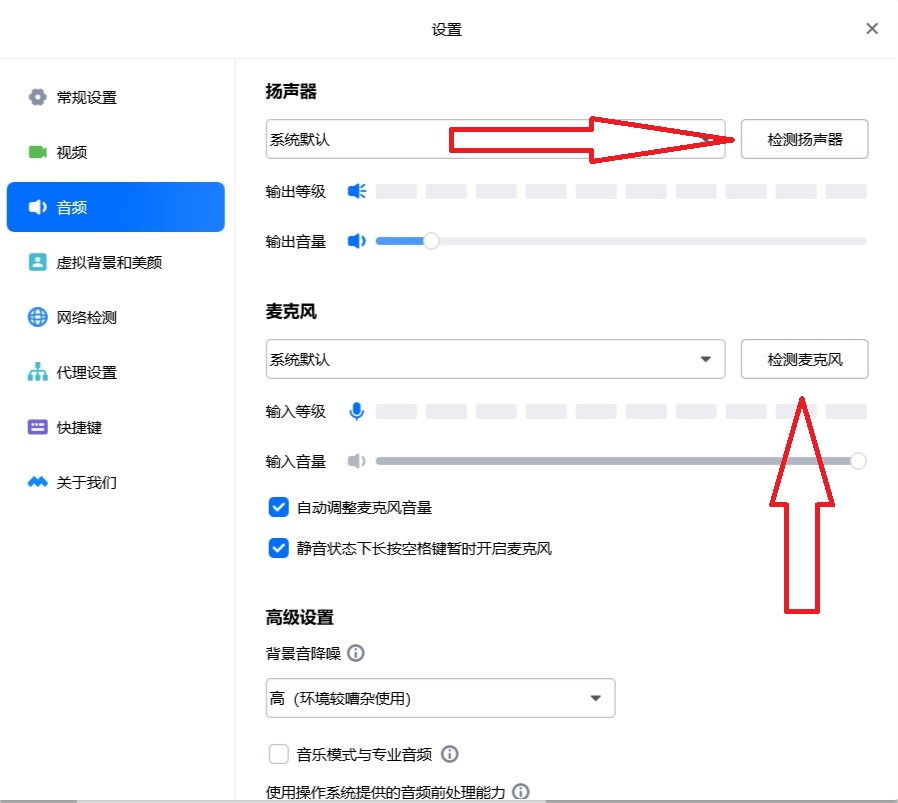 设置
常规设置
视频
音频
虚拟背景和美颜
网络检测
代理设置
快捷键
关于我们
扬声器
系统默认
检测扬声器
输出等级
输出音量
麦克风
系统默认
检测麦克风
输入等级
输入音量
自动调整麦克风音量
静音状态下长按空格键暂时开启麦克风
高级设置
背景音降噪
高（环境较嘈杂使用）
音乐模式与专业音频
使用操作系统提供的音频前处理能力